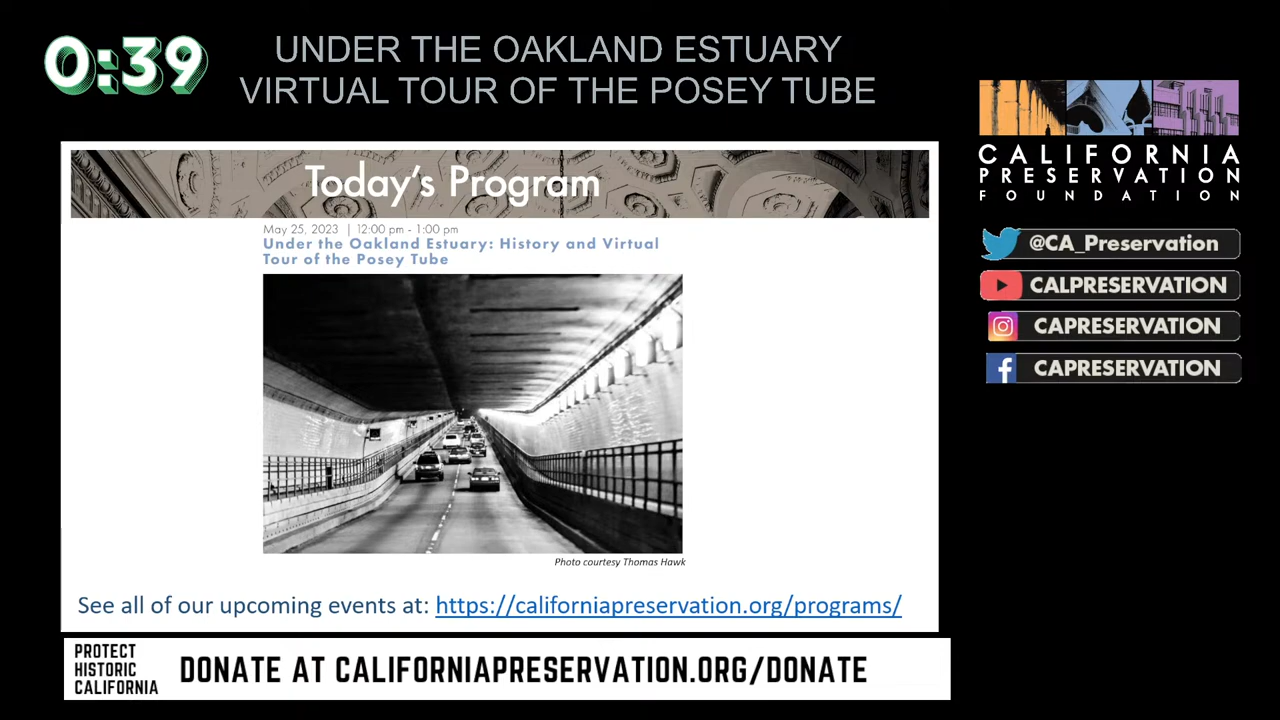 0:39
UNDER THE OAKLAND ESTUARY
VIRTUAL TOUR OF THE POSEY TUBE
Today's Program
May 25, 2023 | 12:00 pm - 1:00 pm
Under the Oakland Estuary: History and Virtual
Tour of the Posey Tube
Photo courtesy Thomas Hawk
See all of our upcoming events at: https://californiapreservation.org/programs/
PROTECT
HISTORIC
CALIFORNIA
DONATE AT CALIFORNIAPRESERVATION.ORG/DONATE
CALIFORNIA
PRESERVATION
FOUNDATION
@CA_Preservation
CALPRESERVATION
CAPRESERVATION
CAPRESERVATION